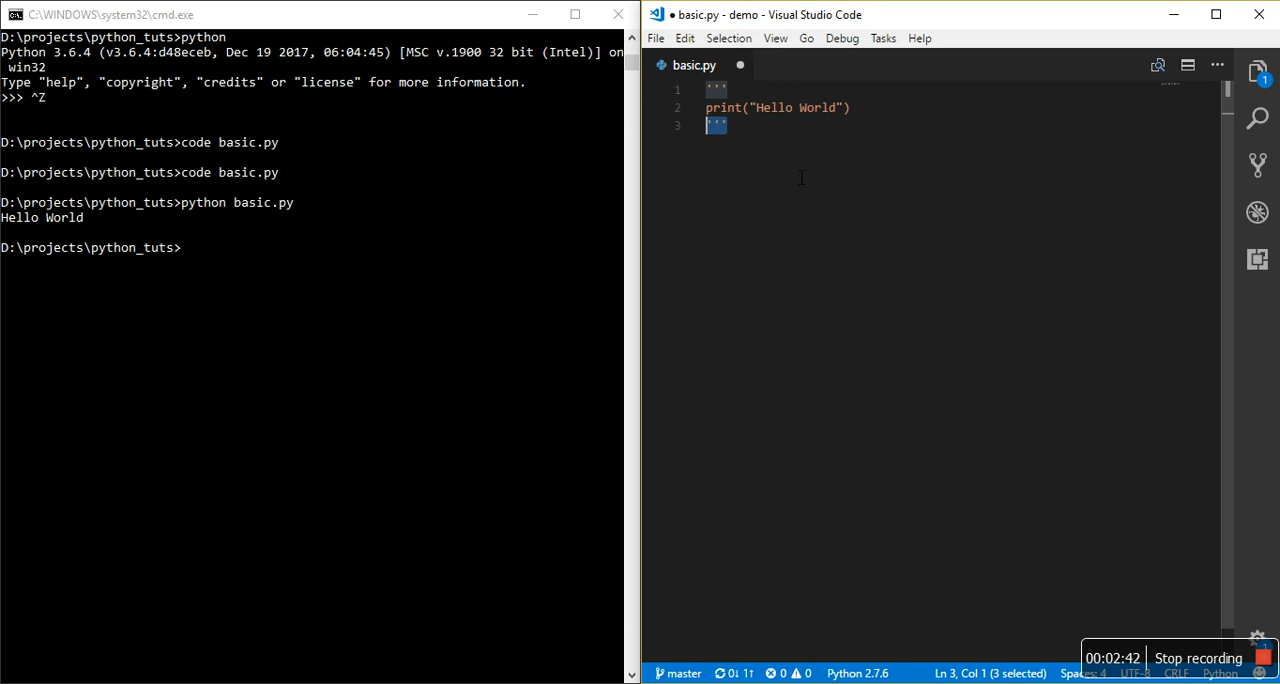 C:\WINDOWS\system32\cmd.exe
D:\projects\python_tuts>python
Python 3.6.4 (v3.6.4:d48eceb, Dec 19 2017, 06:04:45) [MSC v.1900 32 bit (Intel)] on
win32
Type "help", "copyright", "credits" or "license" for more information.
>>> ^Z
D:\projects\python_tuts>code basic.py
D:\projects\python_tuts>code basic.py
D:\projects\python_tuts>python basic.py
Hello World
D:\projects\python_tuts>
● basic.py - demo - Visual Studio Code
File Edit Selection View Go Debug Tasks Help
basic.py ●
1 '''
2 print("Hello World")
3 '''
1
1
00:02:42 Stop recording
master 0↓ 1↑ 0 0 Python 2.7.6 Ln 3, Col 1 (3 selected) Spaces: 4 UTF-8 CRLF Python